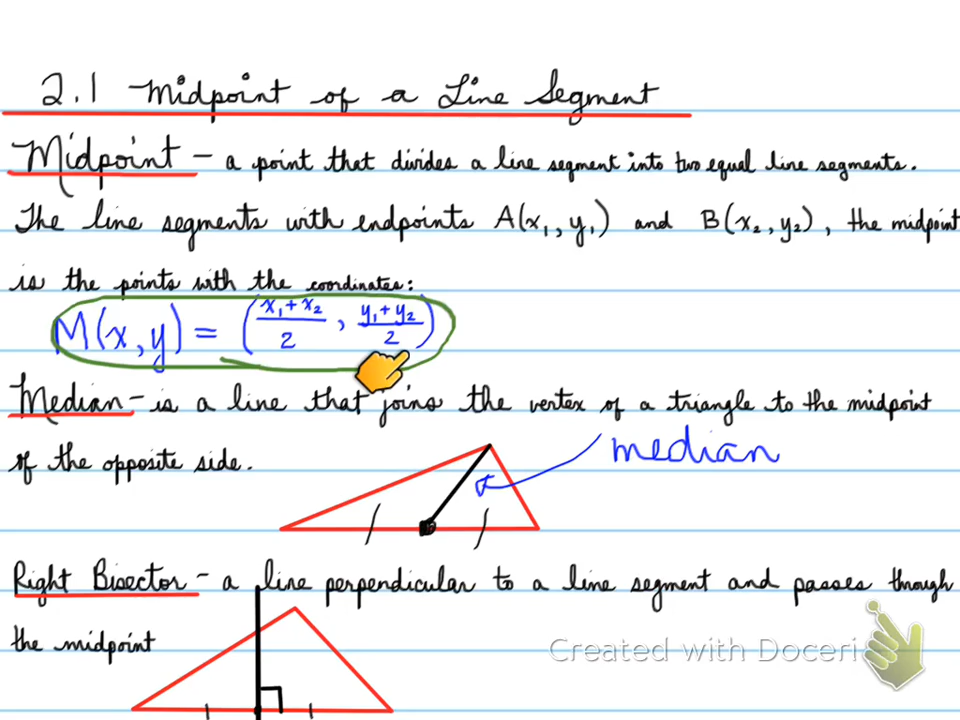 2.1 Midpoint of a Line Segment
Midpoint - a point that divides a line segment into two equal line segments.
The line segments with endpoints A(x₁, y₁) and B(x₂, y₂), the midpoint
is the points with the coordinates:
M(x, y) = ( (x₁ + x₂)/2 , (y₁ + y₂)/2 )
Median - is a line that joins the vertex of a triangle to the midpoint
of the opposite side.
median
Right Bisector - a line perpendicular to a line segment and passes through
the midpoint
Created with Doceri